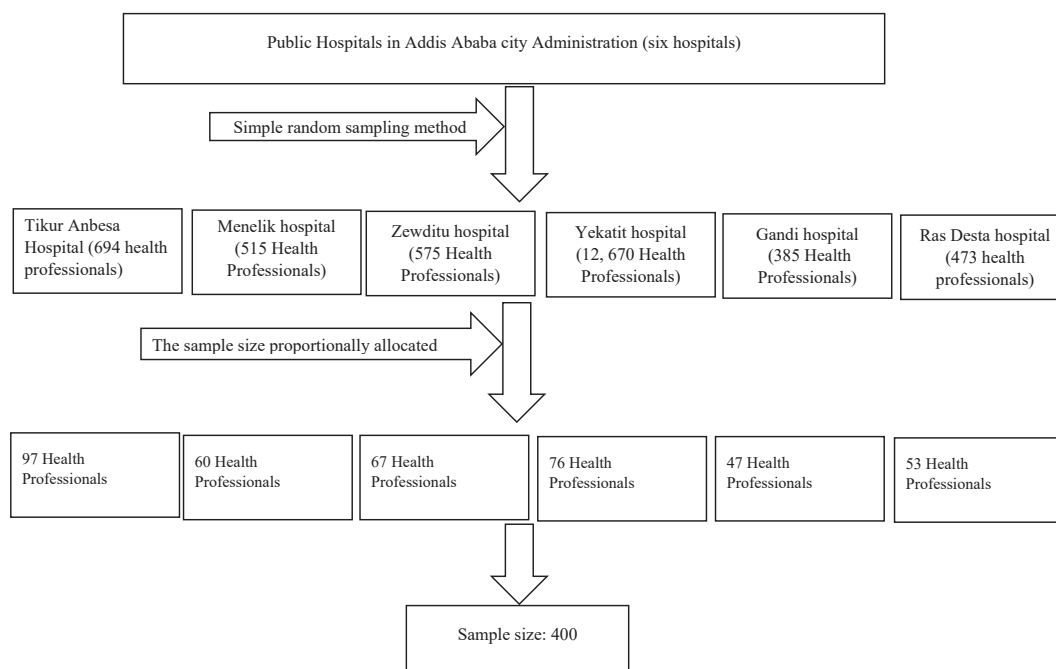 Public Hospitals in Addis Ababa city Administration (six hospitals)
Simple random sampling method
Tikur Anbesa
Hospital (694 health
professionals)
Menelik hospital
(515 Health
Professionals)
Zewditu hospital
(575 Health
Professionals)
Yekatit hospital
(12, 670 Health
Professionals)
Gandi hospital
(385 Health
Professionals)
Ras Desta hospital
(473 health
professionals)
The sample size proportionally allocated
97 Health
Professionals
60 Health
Professionals
67 Health
Professionals
76 Health
Professionals
47 Health
Professionals
53 Health
Professionals
Sample size: 400